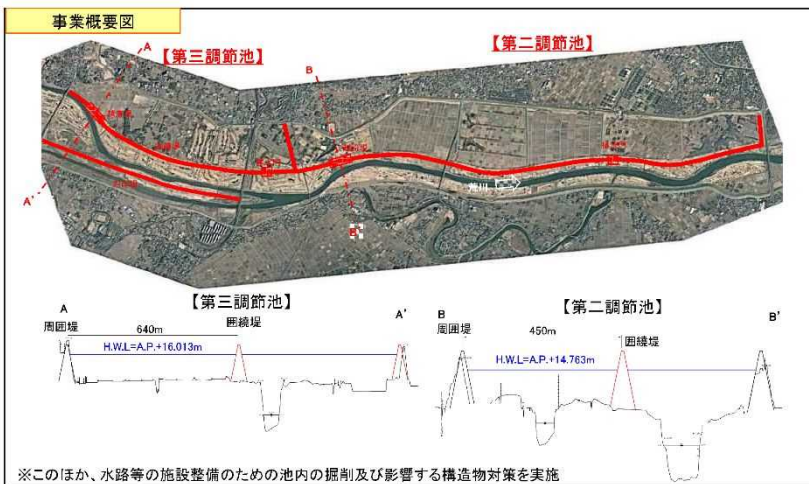 事業概要図
A
【第三調節池】
B
【第二調節池】
A'
【第三調節池】
【第二調節池】
A
640m
囲繞堤
A'
周囲堤
H.W.L=A.P.+16.013m
B
450m
囲繞堤
B'
周囲堤
H.W.L=A.P.+14.763m
※このほか、水路等の施設整備のための池内の掘削及び影響する構造物対策を実施